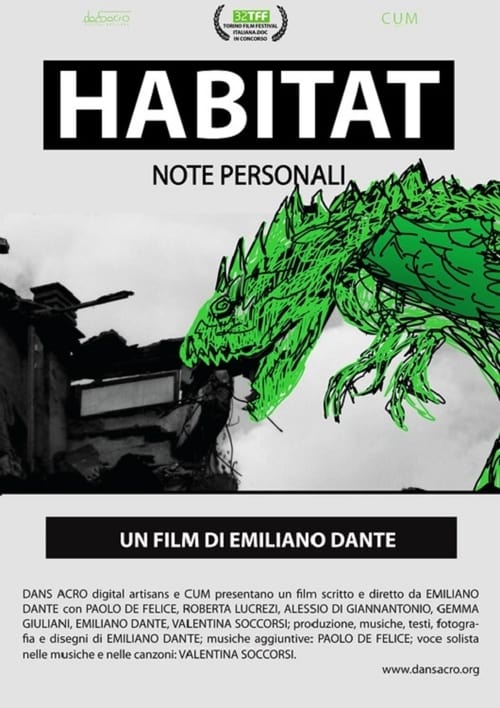 dansacro
32TFF
TORINO FILM FESTIVAL
ITALIANA.DOC
IN CONCORSO
CUM
HABITAT
NOTE PERSONALI
UN FILM DI EMILIANO DANTE
DANS ACRO digital artisans e CUM presentano un film scritto e diretto da EMILIANO
DANTE con PAOLO DE FELICE, ROBERTA LUCREZI, ALESSIO DI GIANNANTONIO, GEMMA
GIULIANI, EMILIANO DANTE, VALENTINA SOCCORSI; produzione, musiche, testi, fotogra-
fia e disegni di EMILIANO DANTE; musiche aggiuntive: PAOLO DE FELICE; voce solista
nelle musiche e nelle canzoni: VALENTINA SOCCORSI.
www.dansacro.org